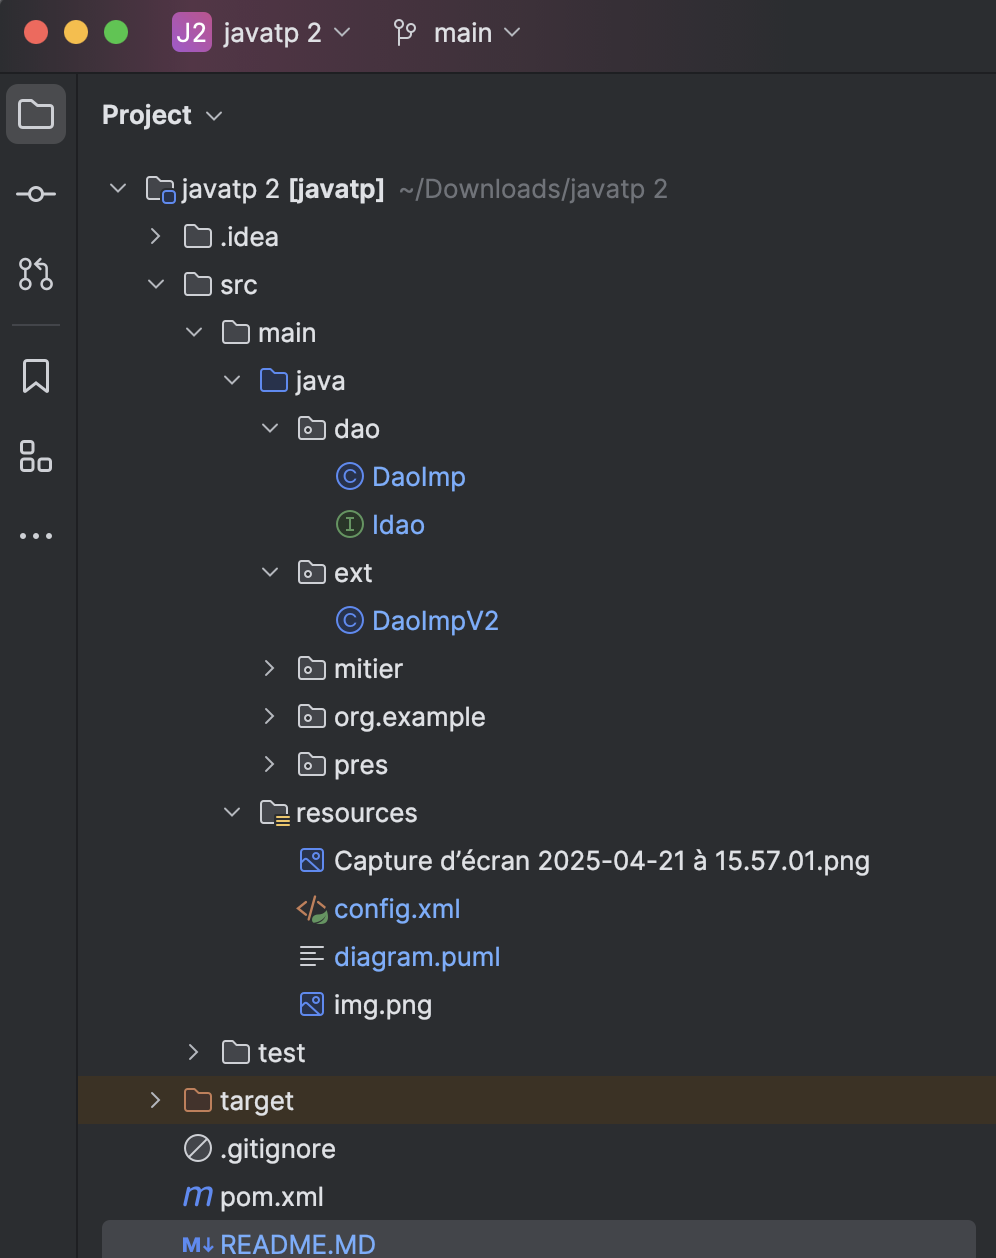 J2 javatp 2 main
Project
javatp 2 [javatp] ~/Downloads/javatp 2
.idea
src
main
java
dao
C DaoImp
I Idao
ext
C DaoImpV2
mitier
org.example
pres
resources
Capture d’écran 2025-04-21 à 15.57.01.png
</> config.xml
diagram.puml
img.png
test
target
.gitignore
m pom.xml
M↓ README.MD